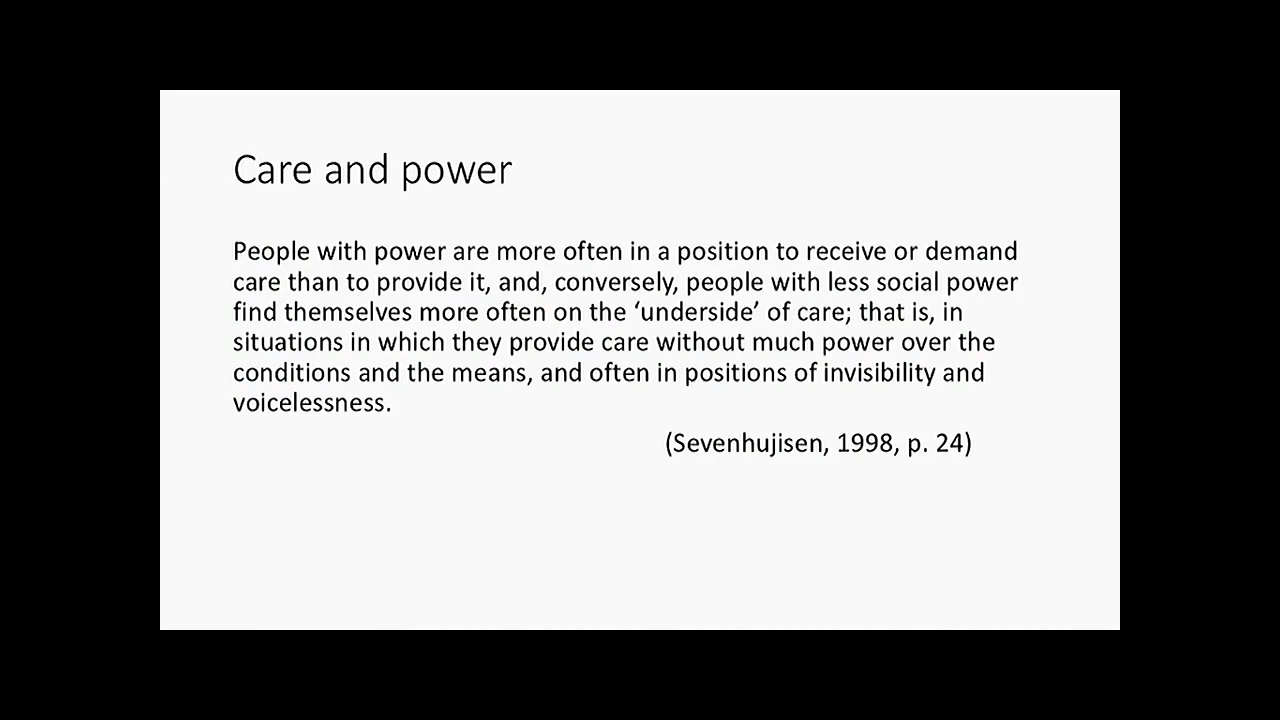 Care and power
People with power are more often in a position to receive or demand
care than to provide it, and, conversely, people with less social power
find themselves more often on the ‘underside’ of care; that is, in
situations in which they provide care without much power over the
conditions and the means, and often in positions of invisibility and
voicelessness.
(Sevenhujisen, 1998, p. 24)